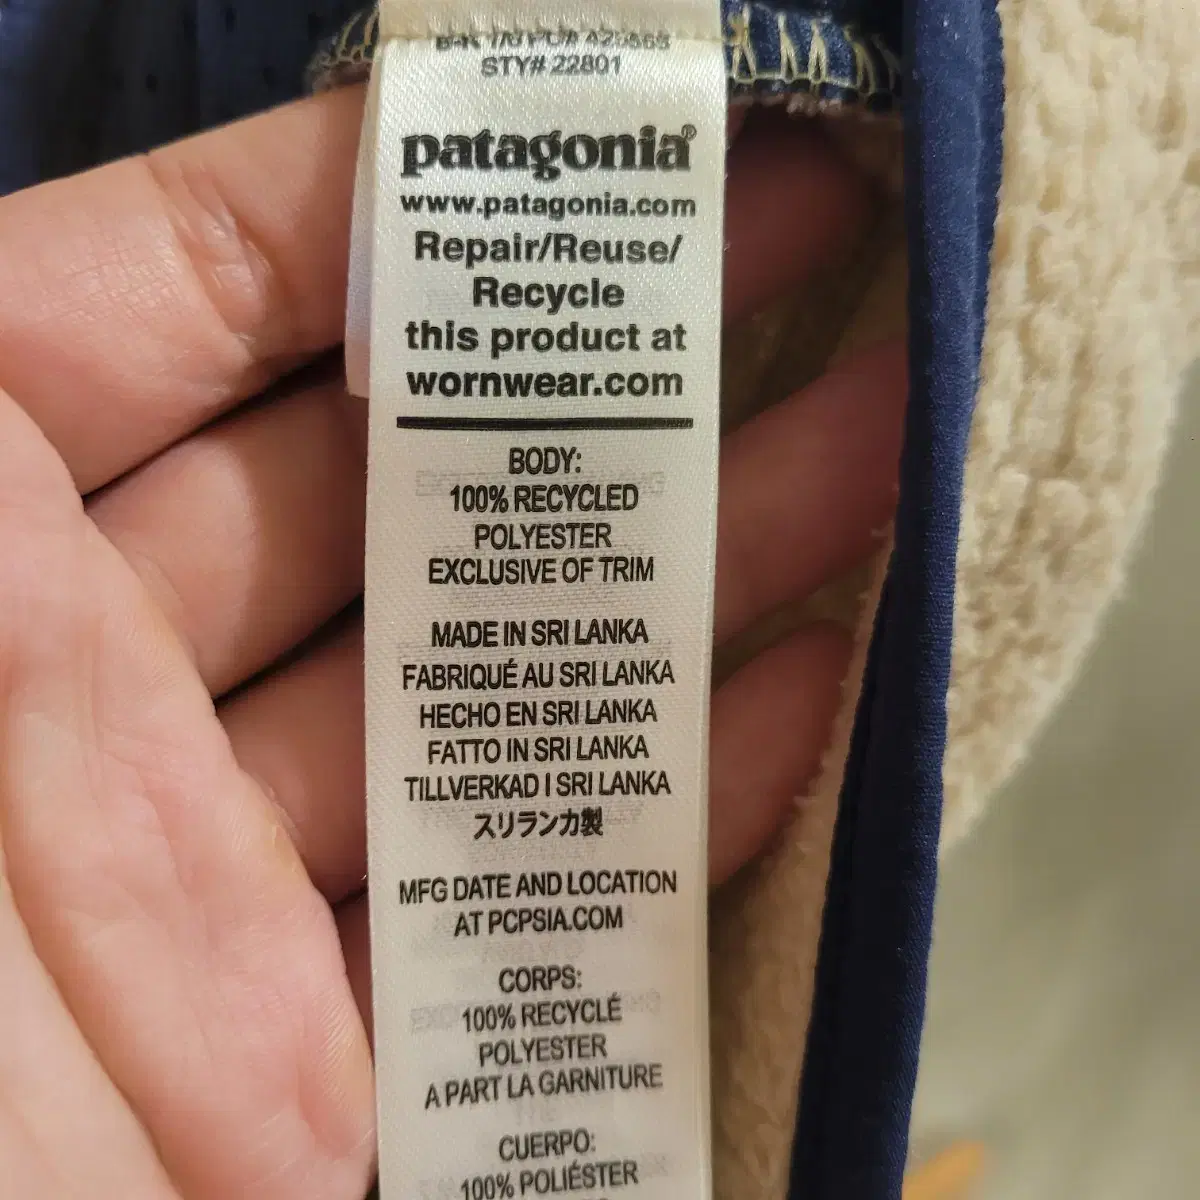 STY# 22801
patagonia®
www.patagonia.com
Repair/Reuse/
Recycle
this product at
wornwear.com
BODY:
100% RECYCLED
POLYESTER
EXCLUSIVE OF TRIM
MADE IN SRI LANKA
FABRIQUÉ AU SRI LANKA
HECHO EN SRI LANKA
FATTO IN SRI LANKA
TILLVERKAD I SRI LANKA
スリランカ製
MFG DATE AND LOCATION
AT PCPSIA.COM
CORPS:
100% RECYCLÉ
POLYESTER
A PART LA GARNITURE
CUERPO:
100% POLIÉSTER